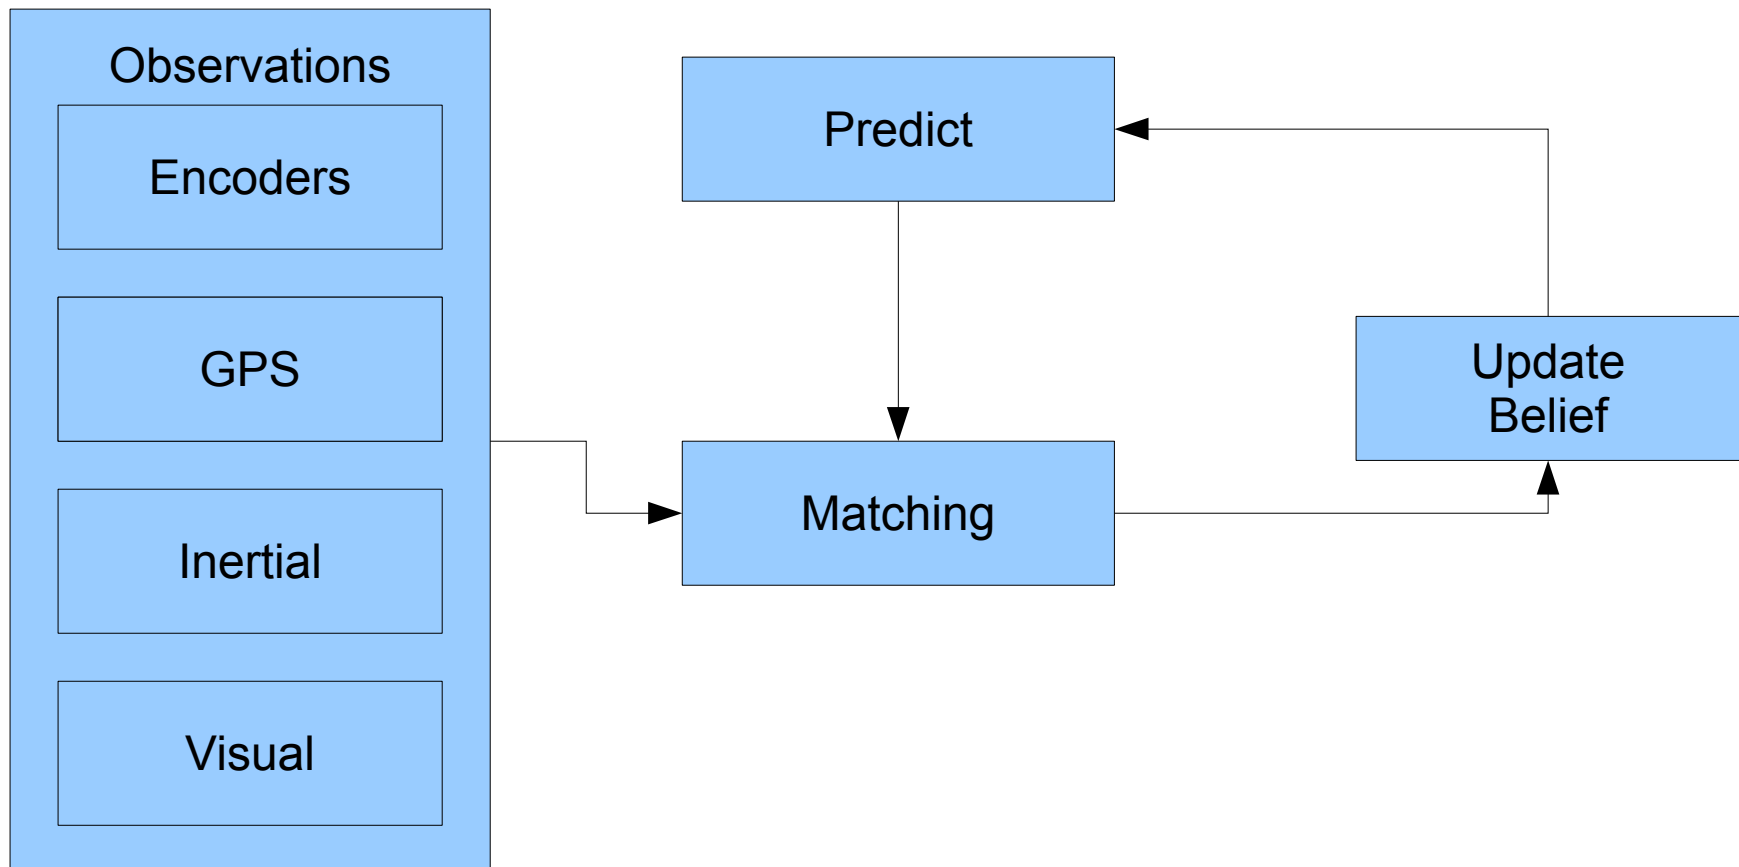 Observations
Encoders
GPS
Inertial
Visual
Predict
Matching
Update
Belief